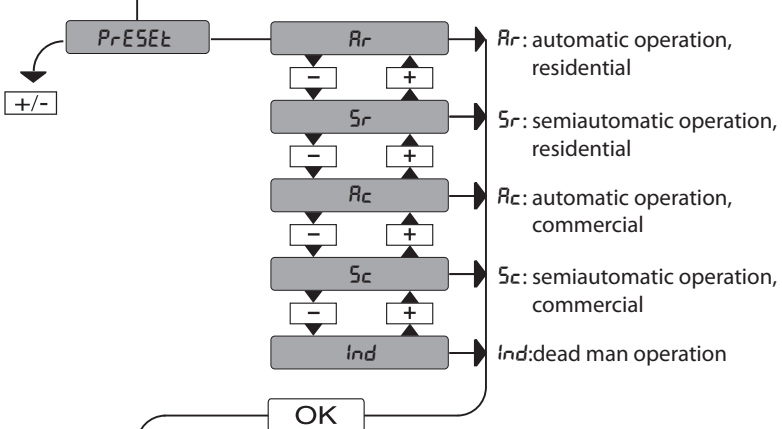 PrESEt
+/-
Ar
- +
Sr
- +
Ac
- +
Sc
- +
Ind
OK
Ar: automatic operation,
residential
Sr: semiautomatic operation,
residential
Ac: automatic operation,
commercial
Sc: semiautomatic operation,
commercial
Ind:dead man operation